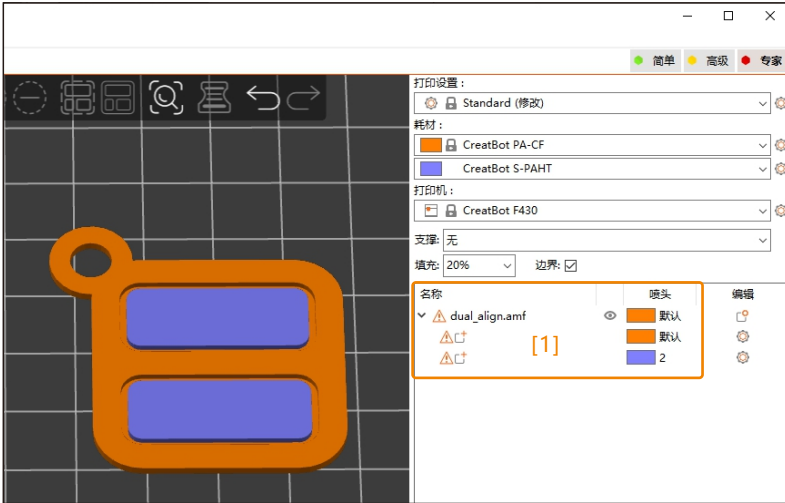 简单 高级 专家
打印设置：
Standard (修改)
耗材：
CreatBot PA-CF
CreatBot S-PAHT
打印机：
CreatBot F430
支撑: 无
填充: 20% 边界:
名称 喷头 编辑
dual_align.amf 默认
默认
[1]
2